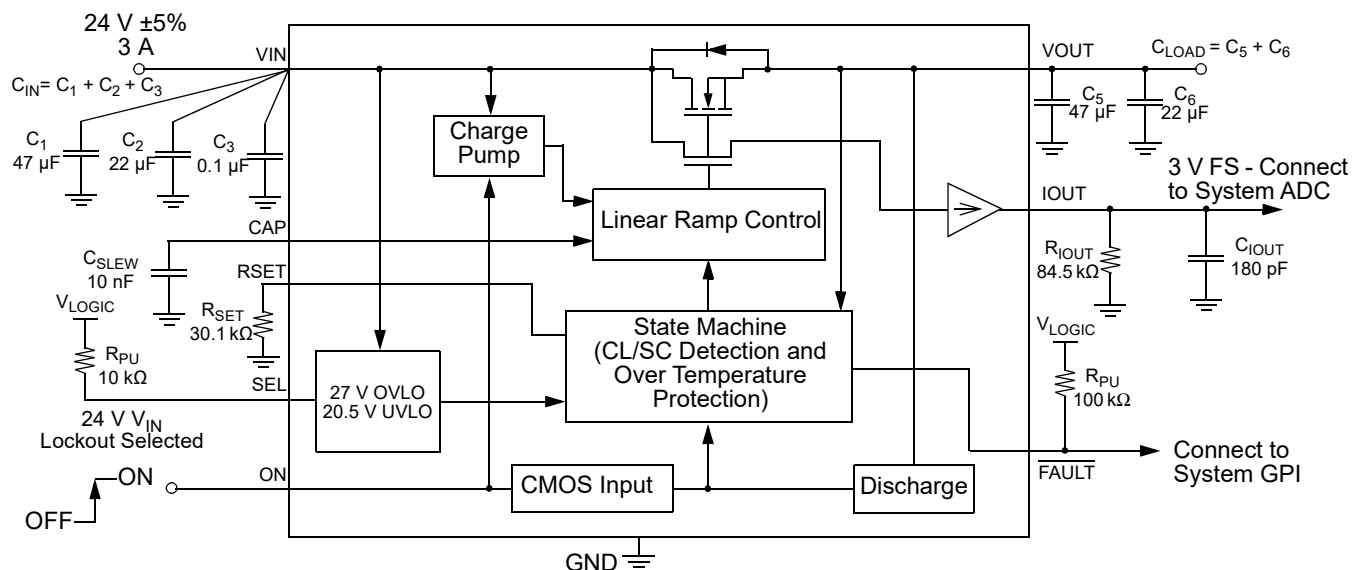 24 V ±5%
3 A
VIN
VOUT
CLOAD = C5 + C6
CIN= C1 + C2 + C3
C1
47 µF
C2
22 µF
C3
0.1 µF
C5
47 µF
C6
22 µF
Charge
Pump
3 V FS - Connect
to System ADC
IOUT
Linear Ramp Control
CAP
CSLEW
10 nF
RIOUT
84.5 kΩ
CIOUT
180 pF
RSET
RSET
30.1 kΩ
VLOGIC
RPU
10 kΩ
SEL
State Machine
(CL/SC Detection and
Over Temperature
Protection)
VLOGIC
RPU
100 kΩ
27 V OVLO
20.5 V UVLO
24 V VIN
Lockout Selected
Connect to
System GPI
FAULT
ON
OFF
ON
CMOS Input
Discharge
GND